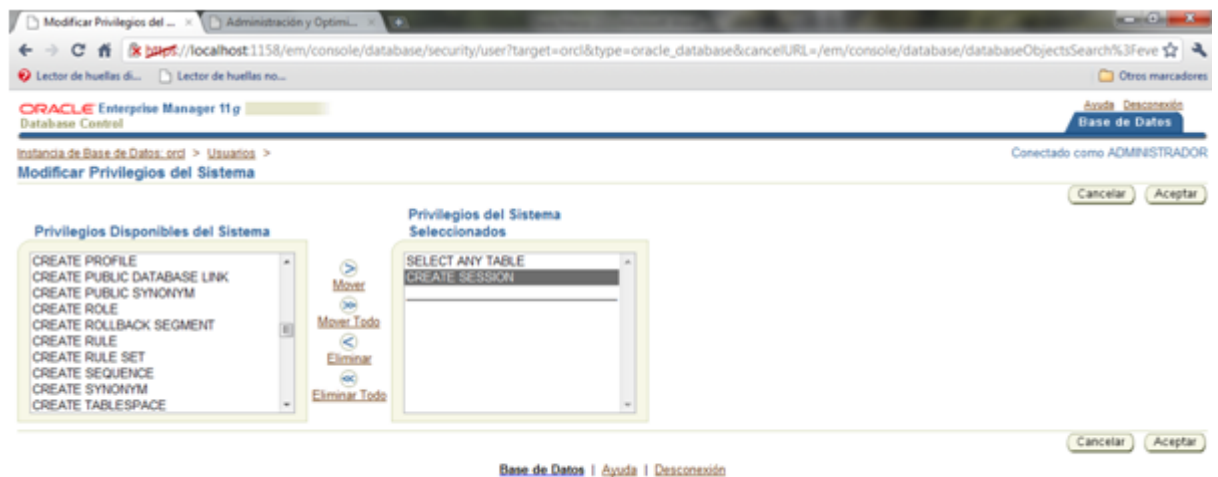 Modificar Privilegios del ...
Administración y Optimi...
https://localhost:1158/em/console/database/security/user?target=orcl&type=oracle_database&cancelURL=/em/console/database/databaseObjectsSearch%3Feve
Lector de huellas di...
Lector de huellas no...
Otros marcadores
ORACLE Enterprise Manager 11g
Database Control
Ayuda Desconexión
Base de Datos
Instancia de Base de Datos: orcl > Usuarios >
Conectado como ADMINISTRADOR
Modificar Privilegios del Sistema
Cancelar Aceptar
Privilegios Disponibles del Sistema
CREATE PROFILE
CREATE PUBLIC DATABASE LINK
CREATE PUBLIC SYNONYM
CREATE ROLE
CREATE ROLLBACK SEGMENT
CREATE RULE
CREATE RULE SET
CREATE SEQUENCE
CREATE SYNONYM
CREATE TABLESPACE
Mover
Mover Todo
Eliminar
Eliminar Todo
Privilegios del Sistema
Seleccionados
SELECT ANY TABLE
CREATE SESSION
Cancelar Aceptar
Base de Datos | Ayuda | Desconexión